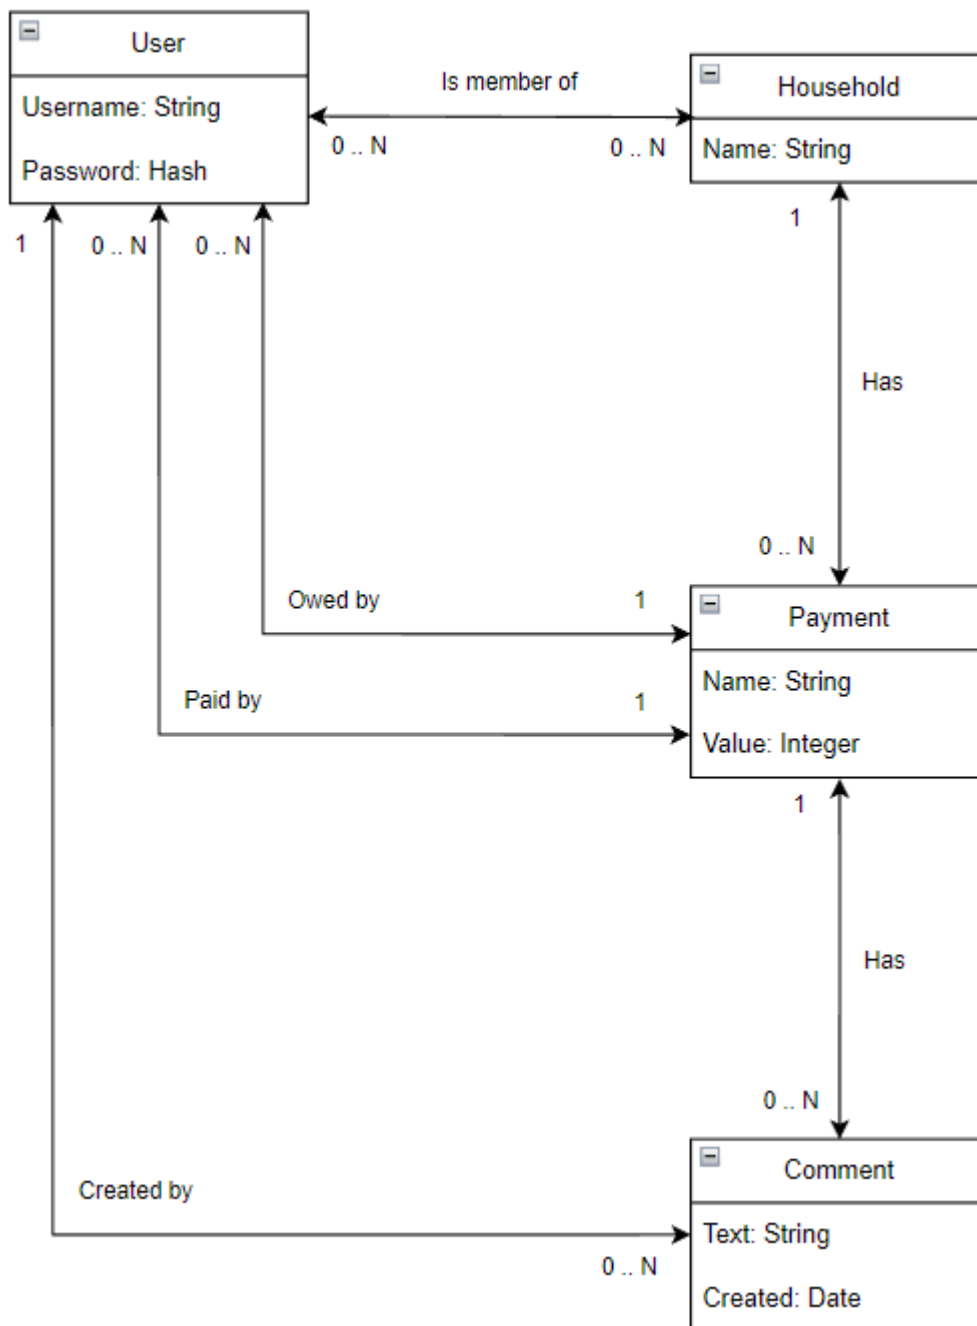 User
Username: String
Password: Hash
Is member of
0 .. N
0 .. N
Household
Name: String
1
0 .. N
0 .. N
1
Has
0 .. N
Owed by
1
Paid by
1
Payment
Name: String
Value: Integer
1
Has
0 .. N
Created by
0 .. N
Comment
Text: String
Created: Date